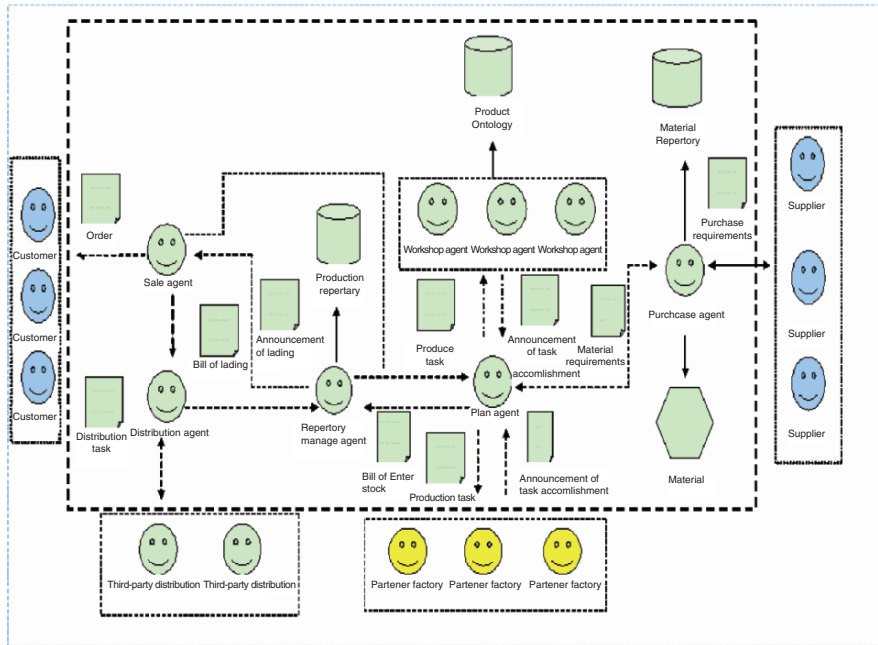 Product
Ontology
Material
Repertory
Order
Customer
Customer
Customer
Sale agent
Production
repertary
Workshop agent Workshop agent Workshop agent
Purchase
requirements
Supplier
Supplier
Supplier
Purchcase agent
Bill of lading
Announcement
of lading
Produce
task
Announcement
of task
accomlishment
Material
requirements
Distribution
task
Distribution agent
Repertory
manage agent
Plan agent
Bill of Enter
stock
Production task
Announcement of
task accomlishment
Material
Third-party distribution Third-party distribution
Partener factory Partener factory Partener factory